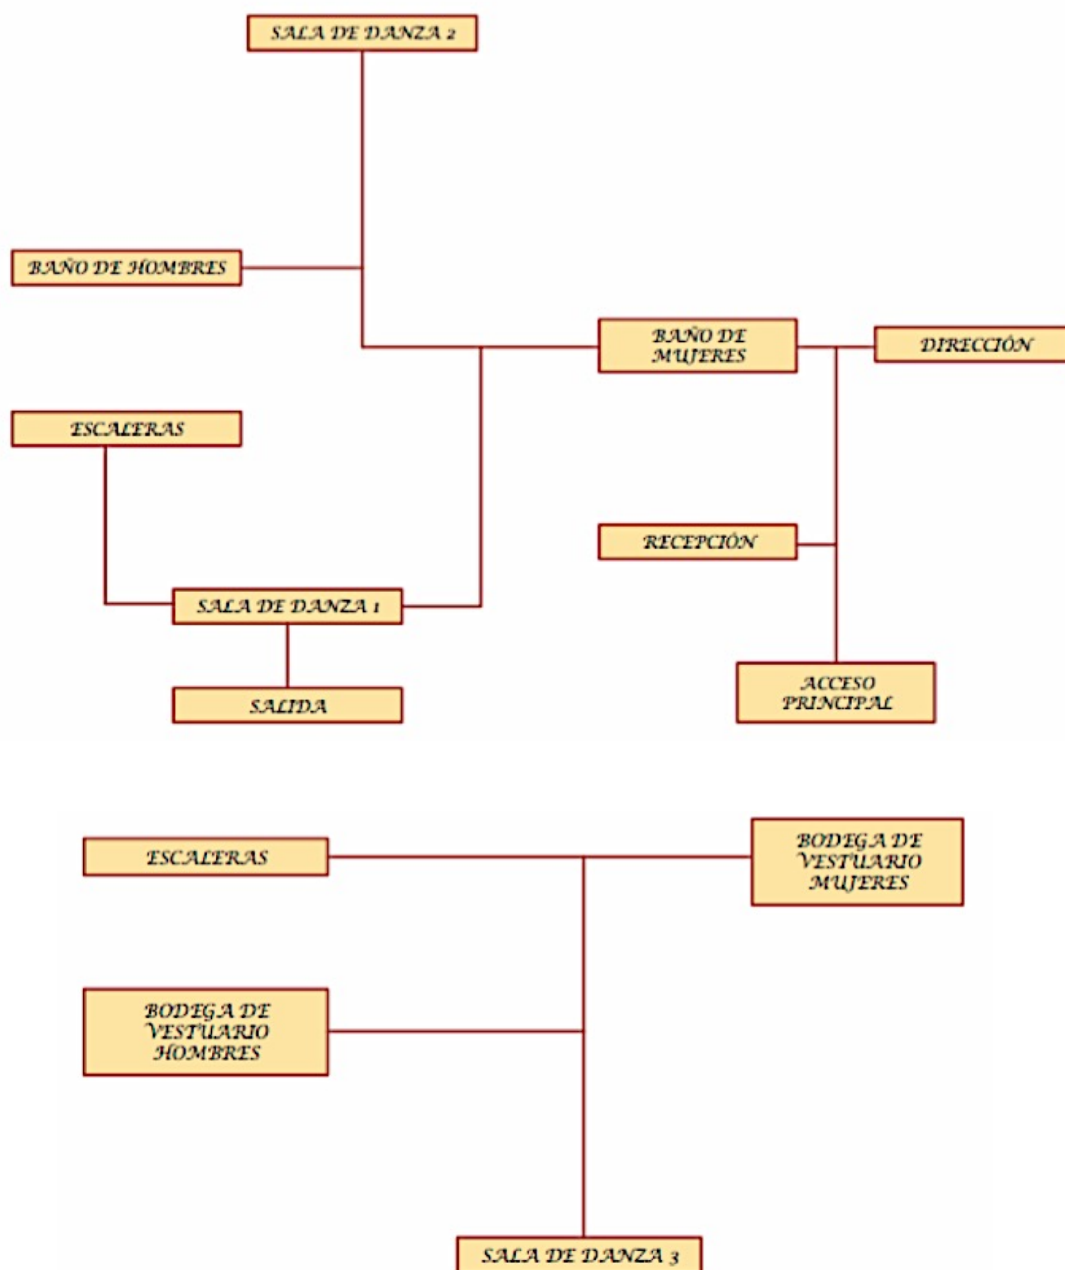 SALA DE DANZA 2
BAÑO DE HOMBRES
BAÑO DE
MUJERES
DIRECCIÓN
ESCALERAS
RECEPCIÓN
SALA DE DANZA 1
ACCESO
PRINCIPAL
SALIDA
ESCALERAS
BODEGA DE
VESTUARIO
MUJERES
BODEGA DE
VESTUARIO
HOMBRES
SALA DE DANZA 3